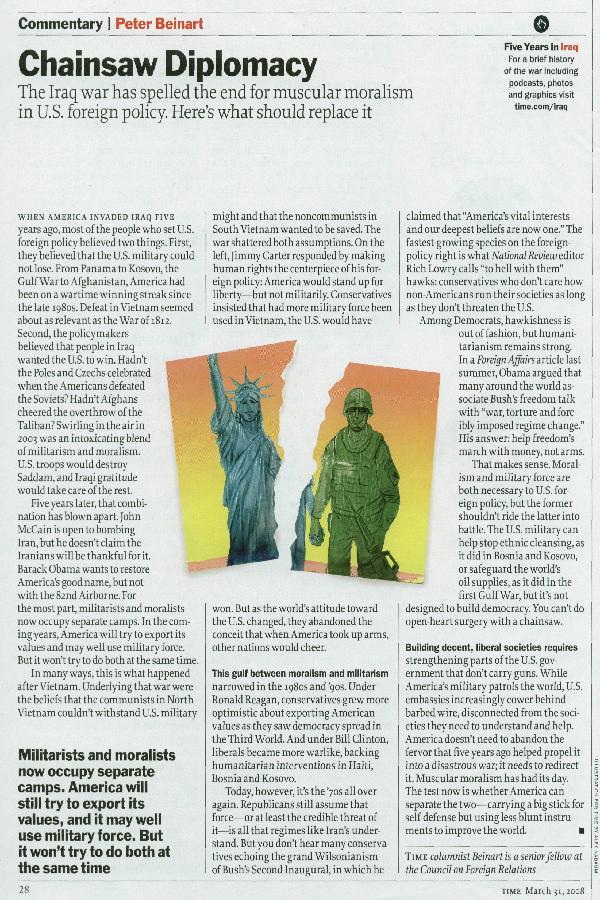 Commentary | Peter Beinart
Chainsaw Diplomacy
The Iraq war has spelled the end for muscular moralism
in U.S. foreign policy. Here's what should replace it
Five Years in Iraq
For a brief history
of the war including
podcasts, photos
and graphics visit
time.com/iraq
WHEN AMERICA INVADED IRAQ FIVE
years ago, most of the people who set U.S.
foreign policy believed two things. First,
they believed that the U.S. military could
not lose. From Panama to Kosovo, the
Gulf War to Afghanistan, America had
been on a wartime winning streak since
the late 1980s. Defeat in Vietnam seemed
about as relevant as the War of 1812.
Second, the policymakers
believed that people in Iraq
wanted the U.S. to win. Hadn't
the Poles and Czechs celebrated
when the Americans defeated
the Soviets? Hadn't Afghans
cheered the overthrow of the
Taliban? Swirling in the air in
2003 was an intoxicating blend
of militarism and moralism.
U.S. troops would destroy
Saddam, and Iraqi gratitude
would take care of the rest.
Five years later, that combi-
nation has blown apart. John
McCain is open to bombing
Iran, but he doesn't claim the
Iranians will be thankful for it.
Barack Obama wants to restore
America's good name, but not
with the 82nd Airborne. For
the most part, militarists and moralists
now occupy separate camps. In the com-
ing years, America will try to export its
values and may well use military force.
But it won't try to do both at the same time.
In many ways, this is what happened
after Vietnam. Underlying that war were
the beliefs that the communists in North
Vietnam couldn't withstand U.S. military
Militarists and moralists
now occupy separate
camps. America will
still try to export its
values, and it may well
use military force. But
it won't try to do both at
the same time
might and that the noncommunists in
South Vietnam wanted to be saved. The
war shattered both assumptions. On the
left, Jimmy Carter responded by making
human rights the centerpiece of his for-
eign policy: America would stand up for
liberty—but not militarily. Conservatives
insisted that had more military force been
used in Vietnam, the U.S. would have
won. But as the world's attitude toward
the U.S. changed, they abandoned the
conceit that when America took up arms,
other nations would cheer.
This gulf between moralism and militarism
narrowed in the 1980s and '90s. Under
Ronald Reagan, conservatives grew more
optimistic about exporting American
values as they saw democracy spread in
the Third World. And under Bill Clinton,
liberals became more warlike, backing
humanitarian interventions in Haiti,
Bosnia and Kosovo.
Today, however, it's the '70s all over
again. Republicans still assume that
force—or at least the credible threat of
it—is all that regimes like Iran's under-
stand. But you don't hear many conserva-
tives echoing the grand Wilsonianism
of Bush's Second Inaugural, in which he
claimed that "America's vital interests
and our deepest beliefs are now one." The
fastest-growing species on the foreign-
policy right is what National Review editor
Rich Lowry calls "to hell with them"
hawks: conservatives who don't care how
non-Americans run their societies as long
as they don't threaten the U.S.
Among Democrats, hawkishness is
out of fashion, but humani-
tarianism remains strong.
In a Foreign Affairs article last
summer, Obama argued that
many around the world as-
sociate Bush's freedom talk
with "war, torture and forc
ibly imposed regime change."
His answer: help freedom's
march with money, not arms.
That makes sense. Moral-
ism and military force are
both necessary to U.S. for-
eign policy, but the former
shouldn't ride the latter into
battle. The U.S. military can
help stop ethnic cleansing, as
it did in Bosnia and Kosovo,
or safeguard the world's
oil supplies, as it did in the
first Gulf War, but it's not
designed to build democracy. You can't do
open-heart surgery with a chainsaw.
Building decent, liberal societies requires
strengthening parts of the U.S. gov-
ernment that don't carry guns. While
America's military patrols the world, U.S.
embassies increasingly cower behind
barbed wire, disconnected from the soci-
eties they need to understand and help.
America doesn't need to abandon the
fervor that five years ago helped propel it
into a disastrous war; it needs to redirect
it. Muscular moralism has had its day.
The test now is whether America can
separate the two—carrying a big stick for
self defense but using less blunt instru-
ments to improve the world.
TIME columnist Beinart is a senior fellow at
the Council on Foreign Relations
28
TIME March 31, 2008